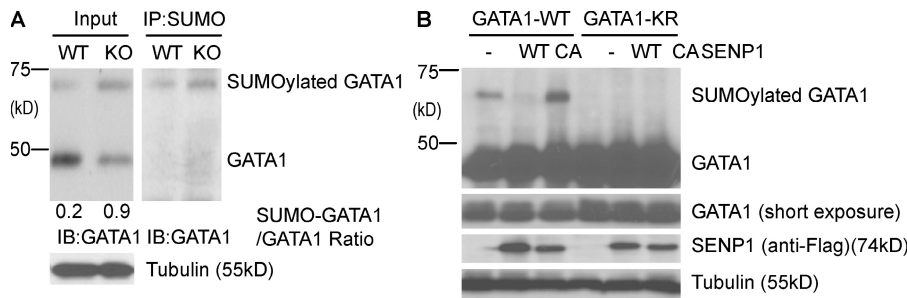 A
Input IP:SUMO
WT KO WT KO
75
(kD)
SUMOylated GATA1
50
GATA1
0.2 0.9
SUMO-GATA1
/GATA1 Ratio
IB:GATA1 IB:GATA1
Tubulin (55kD)
B
GATA1-WT GATA1-KR
- WT CA - WT CA SENP1
75
(kD)
SUMOylated GATA1
50
GATA1
GATA1 (short exposure)
SENP1 (anti-Flag)(74kD)
Tubulin (55kD)